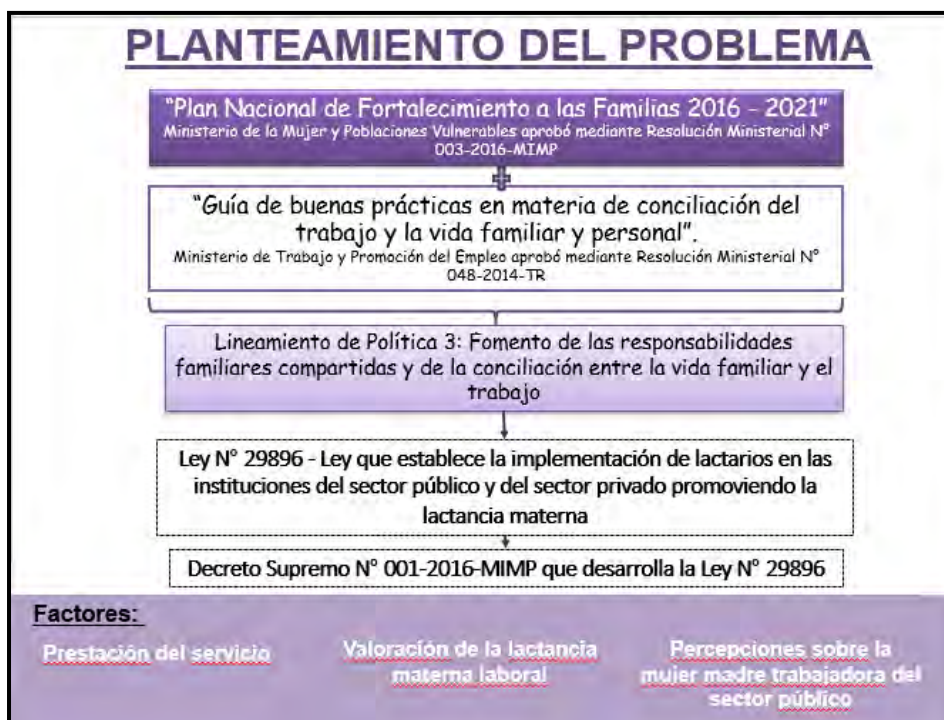 PLANTEAMIENTO DEL PROBLEMA
"Plan Nacional de Fortalecimiento a las Familias 2016 - 2021"
Ministerio de la Mujer y Poblaciones Vulnerables aprobó mediante Resolución Ministerial N°
003-2016-MIMP
"Guía de buenas prácticas en materia de conciliación del
trabajo y la vida familiar y personal".
Ministerio de Trabajo y Promoción del Empleo aprobó mediante Resolución Ministerial N°
048-2014-TR
Lineamiento de Política 3: Fomento de las responsabilidades
familiares compartidas y de la conciliación entre la vida familiar y el
trabajo
Ley N° 29896 - Ley que establece la implementación de lactarios en las
instituciones del sector público y del sector privado promoviendo la
lactancia materna
Decreto Supremo N° 001-2016-MIMP que desarrolla la Ley N° 29896
Factores:
Prestación del servicio
Valoración de la lactancia
materna laboral
Percepciones sobre la
mujer madre trabajadora del
sector público